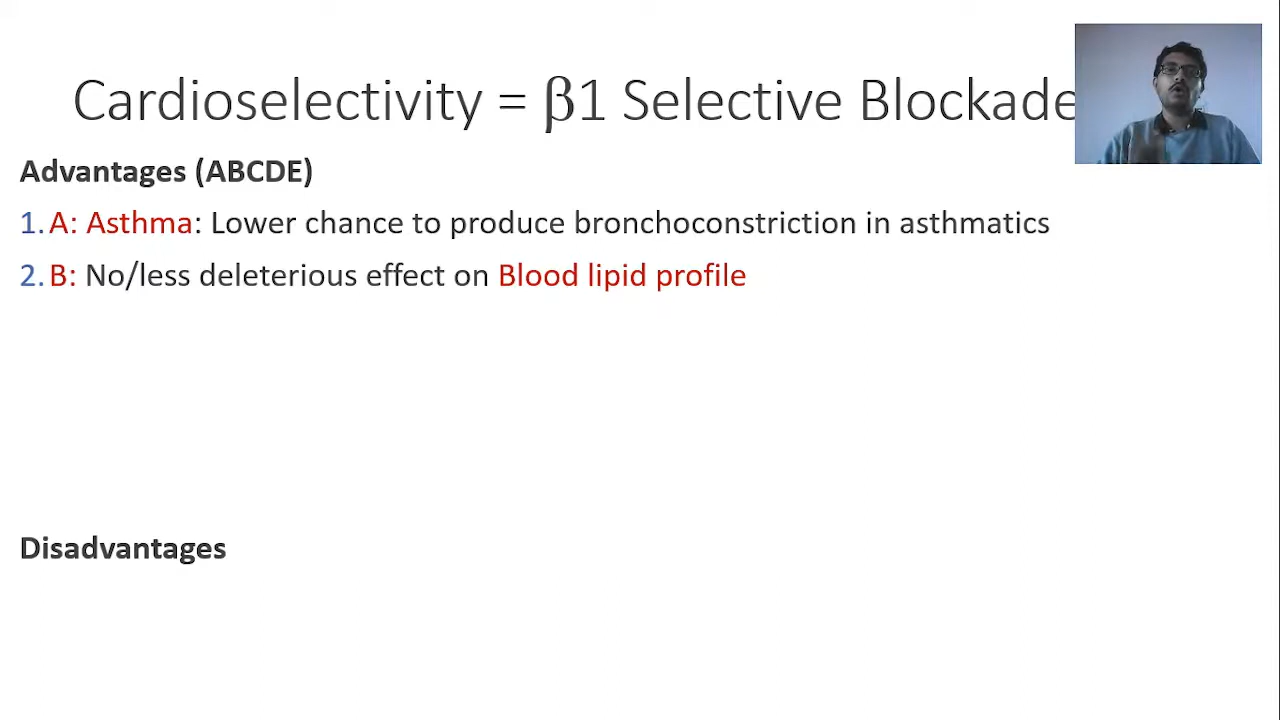 Cardioselectivity = β1 Selective Blockade
Advantages (ABCDE)
1. A: Asthma: Lower chance to produce bronchoconstriction in asthmatics
2. B: No/less deleterious effect on Blood lipid profile
Disadvantages